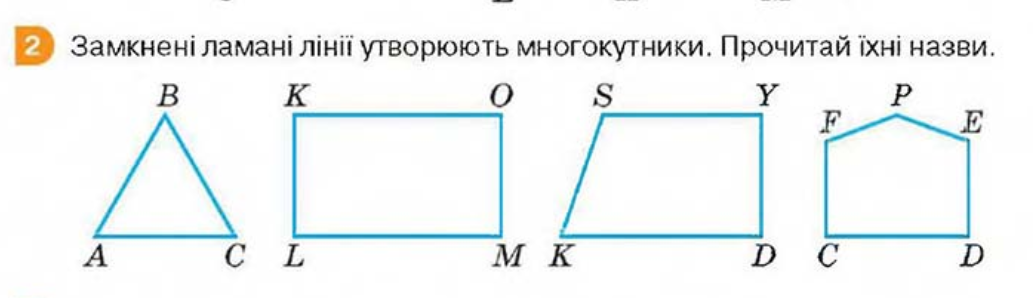 2 Замкнені ламані лінії утворюють многокутники. Прочитай їхні назви.
B K O S Y P
F E
A C L M K D C D